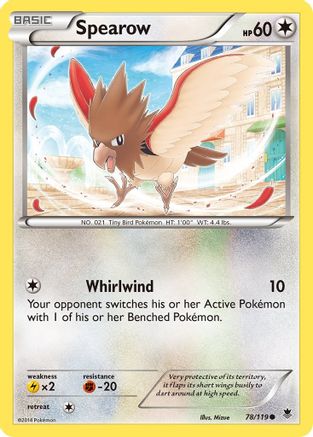 BASIC
Spearow HP60
NO. 021 Tiny Bird Pokémon HT: 1'00" WT: 4.4 lbs.
Whirlwind 10
Your opponent switches his or her Active Pokémon
with 1 of his or her Benched Pokémon.
weakness resistance
×2 -20
Very protective of its territory,
it flaps its short wings busily to
dart around at high speed.
retreat
©2014 Pokémon Illus. Mizue 78/119